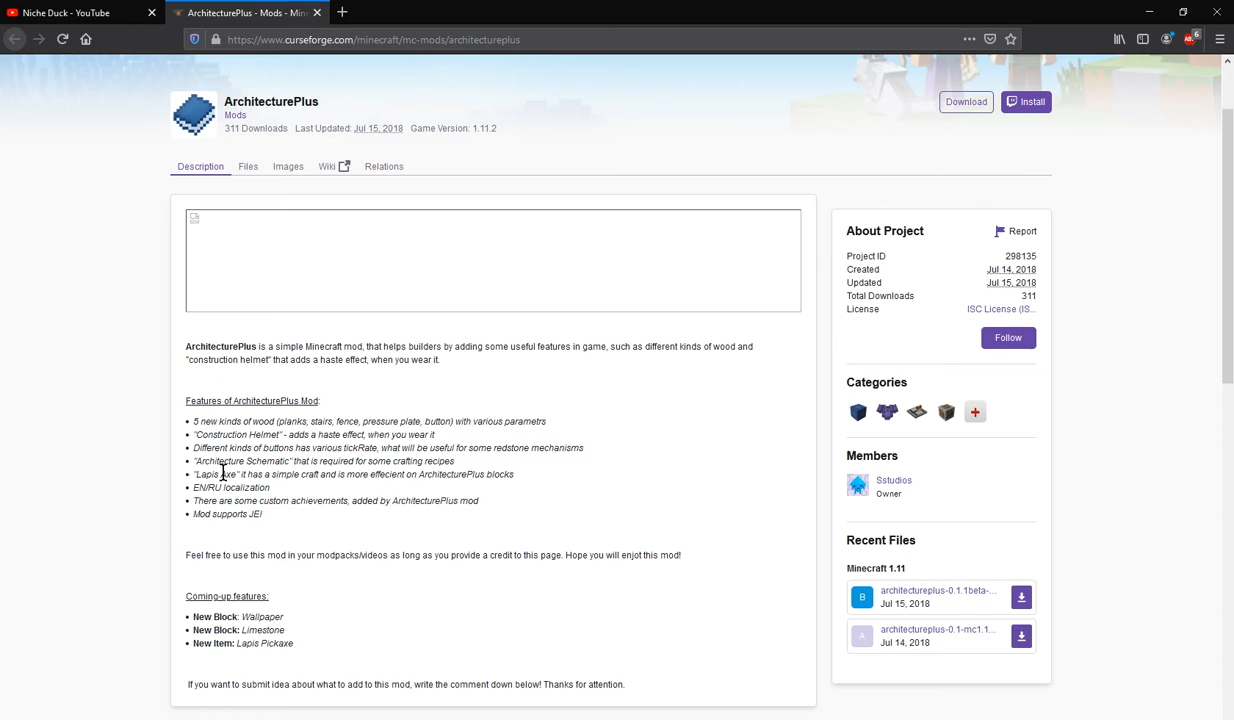 Niche Duck - YouTube
ArchitecturePlus - Mods - Mine
https://www.curseforge.com/minecraft/mc-mods/architectureplus
6
ArchitecturePlus
Mods
311 Downloads Last Updated: Jul 15, 2018 Game Version: 1.11.2
Download
Install
Description Files Images Wiki Relations
ArchitecturePlus is a simple Minecraft mod, that helps builders by adding some useful features in game, such as different kinds of wood and
"construction helmet" that adds a haste effect, when you wear it.
Features of ArchitecturePlus Mod:
• 5 new kinds of wood (planks, stairs, fence, pressure plate, button) with various parametrs
• "Construction Helmet" - adds a haste effect, when you wear it
• Different kinds of buttons has various tickRate, what will be useful for some redstone mechanisms
• "Architecture Schematic" that is required for some crafting recipes
• "Lapis Axe" it has a simple craft and is more effecient on ArchitecturePlus blocks
• EN/RU localization
• There are some custom achievements, added by ArchitecturePlus mod
• Mod supports JEI
Feel free to use this mod in your modpacks/videos as long as you provide a credit to this page. Hope you will enjot this mod!
Coming-up features:
• New Block: Wallpaper
• New Block: Limestone
• New Item: Lapis Pickaxe
If you want to submit idea about what to add to this mod, write the comment down below! Thanks for attention.
About Project
Report
Project ID 298135
Created Jul 14, 2018
Updated Jul 15, 2018
Total Downloads 311
License ISC License (IS...
Follow
Categories
Members
Sstudios
Owner
Recent Files
Minecraft 1.11
B
architectureplus-0.1.1beta-...
Jul 15, 2018
A
architectureplus-0.1-mc1.1...
Jul 14, 2018